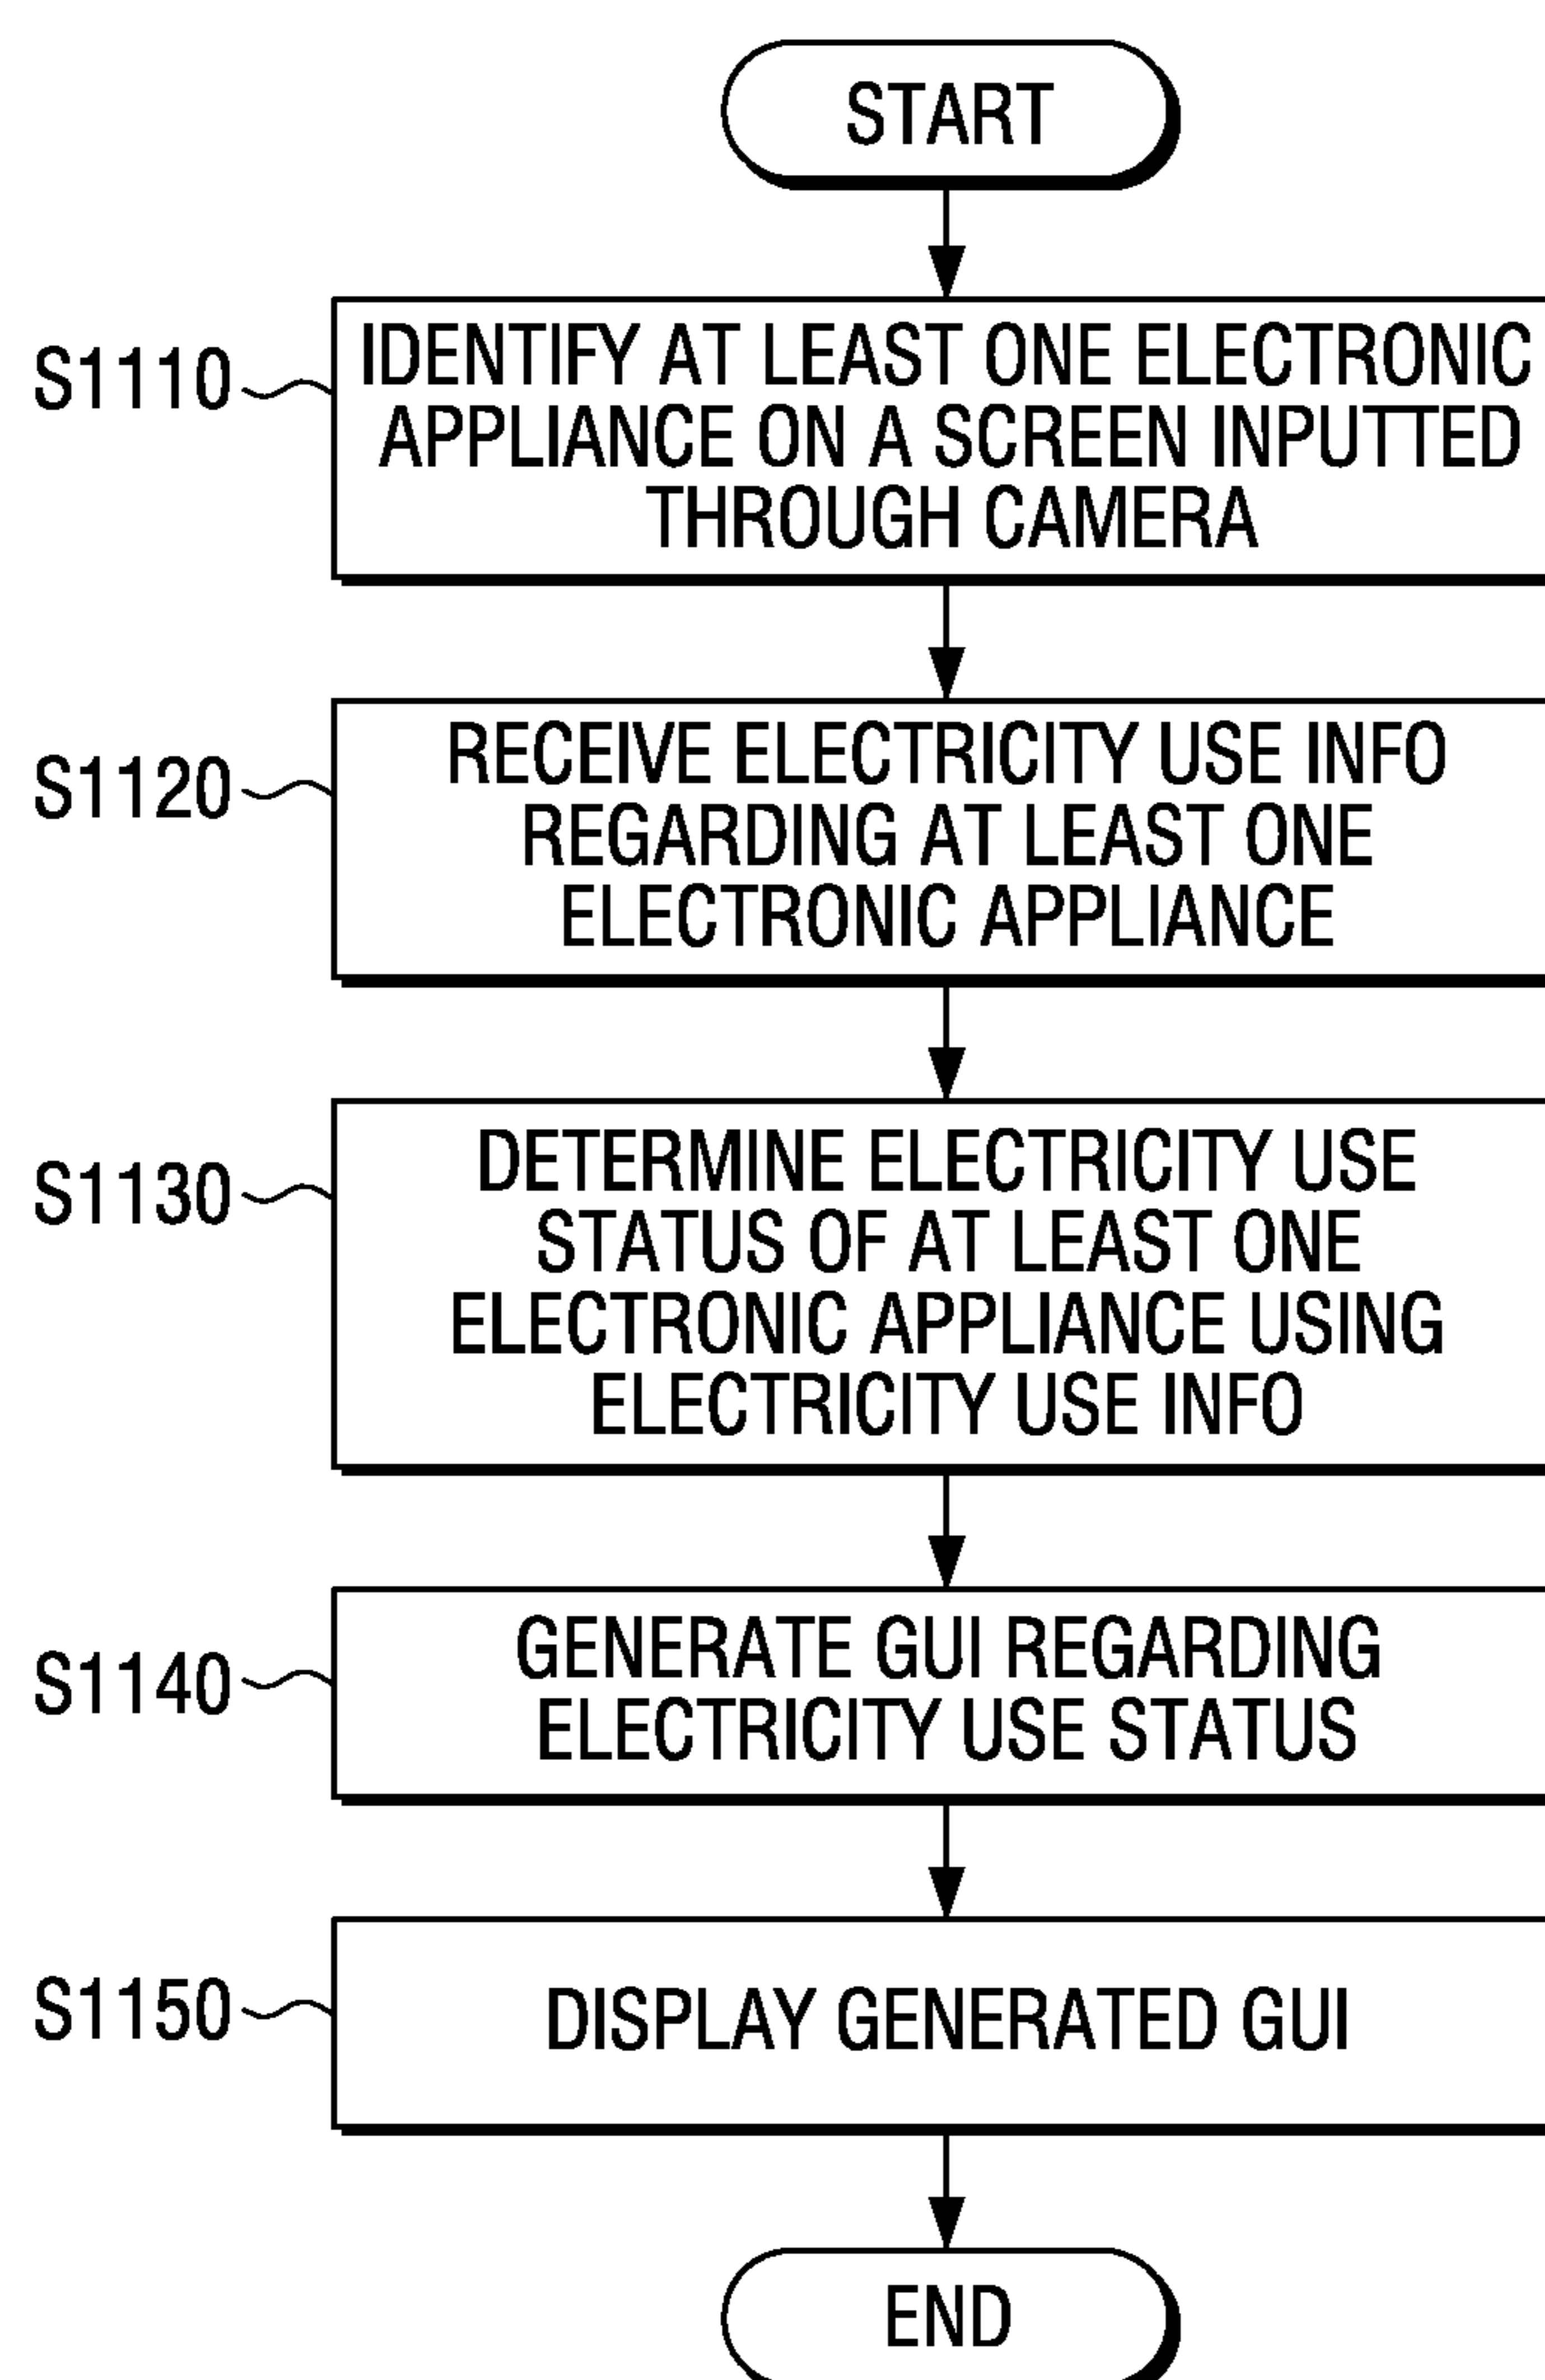 START
S1110
IDENTIFY AT LEAST ONE ELECTRONIC
APPLIANCE ON A SCREEN INPUTTED
THROUGH CAMERA
S1120
RECEIVE ELECTRICITY USE INFO
REGARDING AT LEAST ONE
ELECTRONIC APPLIANCE
S1130
DETERMINE ELECTRICITY USE
STATUS OF AT LEAST ONE
ELECTRONIC APPLIANCE USING
ELECTRICITY USE INFO
S1140
GENERATE GUI REGARDING
ELECTRICITY USE STATUS
S1150
DISPLAY GENERATED GUI
END